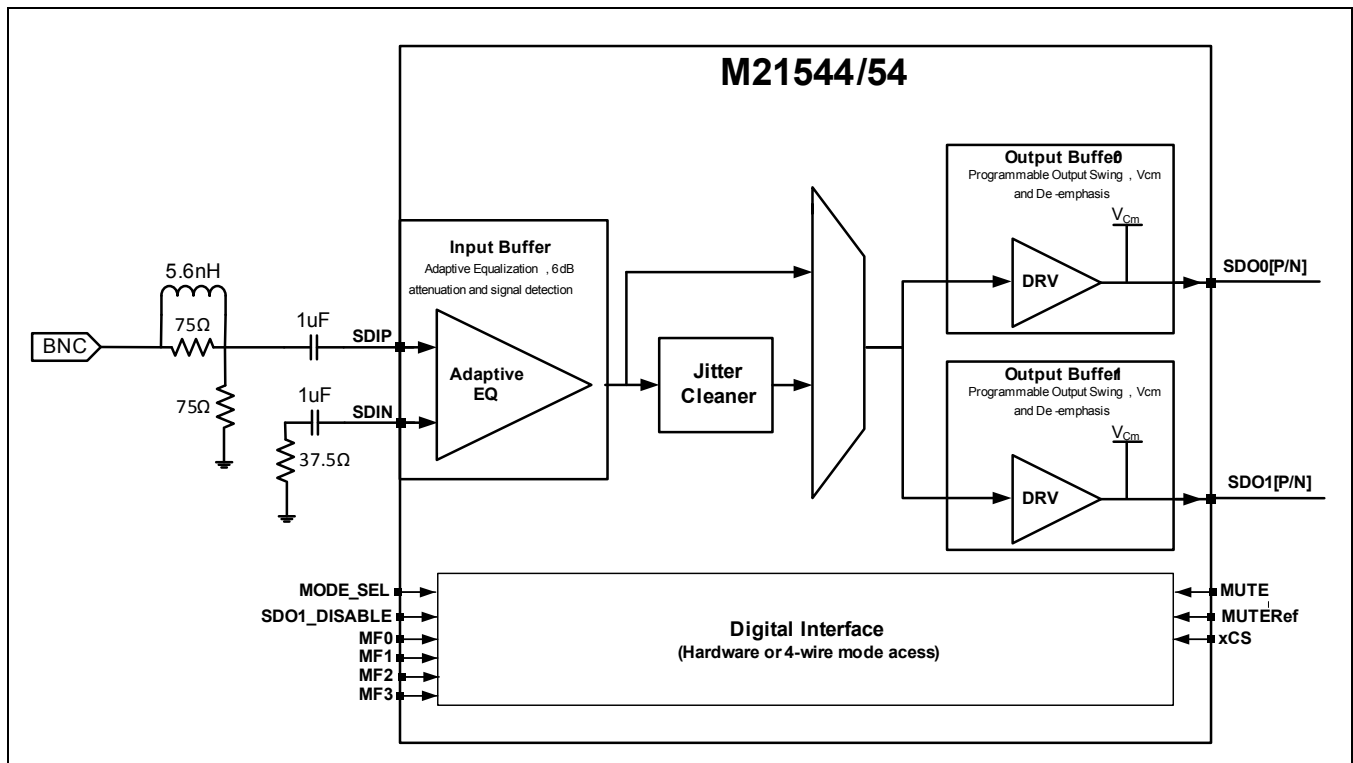 M21544/54
Output Buffer0
Programmable Output Swing , Vcm
and De -emphasis
VCm
DRV
SDO0[P/N]
Input Buffer
Adaptive Equalization , 6dB
attenuation and signal detection
5.6nH
75Ω
BNC
1uF
SDIP
Adaptive
EQ
75Ω
1uF
SDIN
37.5Ω
Jitter
Cleaner
Output Buffer1
Programmable Output Swing , Vcm
and De -emphasis
VCm
DRV
SDO1[P/N]
MODE_SEL
SDO1_DISABLE
MF0
MF1
MF2
MF3
Digital Interface
(Hardware or 4-wire mode acess)
MUTE
MUTERef
xCS